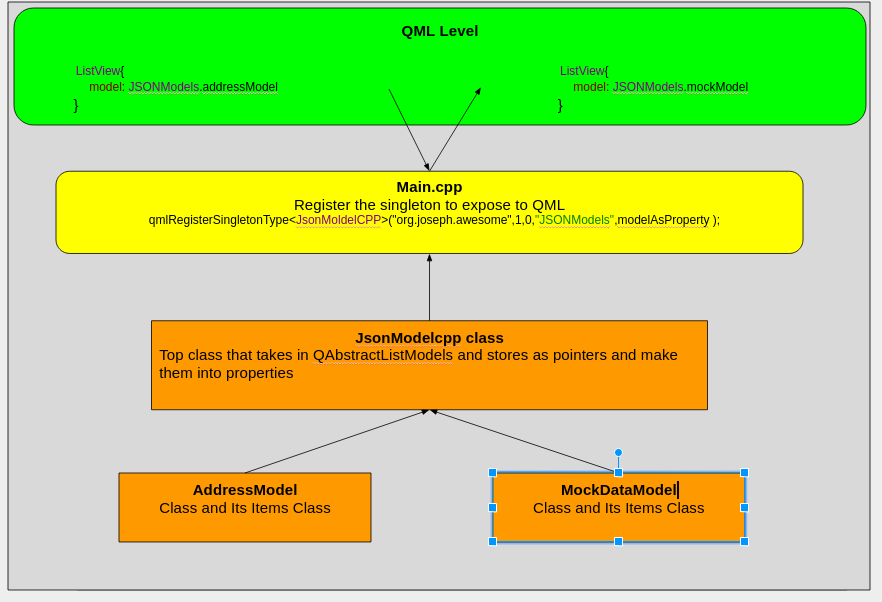 QML Level
ListView{
model: JSONModels.addressModel
}
ListView{
model: JSONModels.mockModel
}
Main.cpp
Register the singleton to expose to QML
qmlRegisterSingletonType<JsonMoldelCPP>("org.joseph.awesome",1,0,"JSONModels",modelAsProperty );
JsonModelcpp class
Top class that takes in QAbstractListModels and stores as pointers and make
them into properties
AddressModel
Class and Its Items Class
MockDataModel
Class and Its Items Class